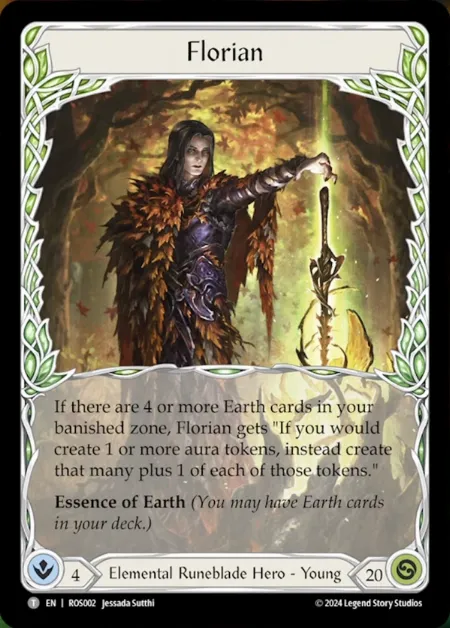 Florian
If there are 4 or more Earth cards in your
banished zone, Florian gets "If you would
create 1 or more aura tokens, instead create
that many plus 1 of each of those tokens."
Essence of Earth (You may have Earth cards
in your deck.)
4 Elemental Runeblade Hero - Young 20
T EN | ROS002 Jessada Sutthi © 2024 Legend Story Studios